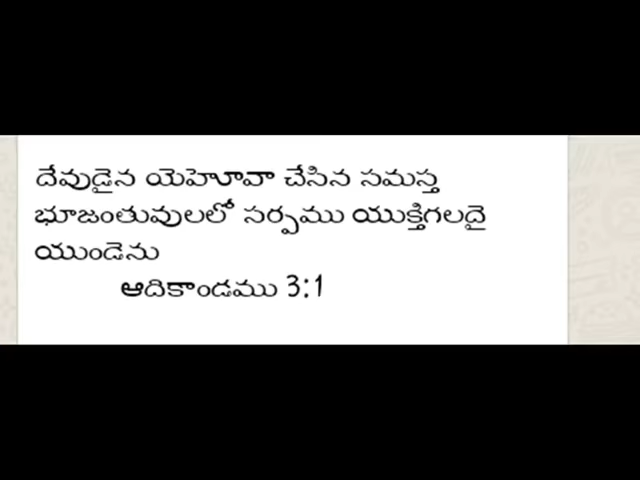 దేవుడైన యెహోవా చేసిన సమస్త
భూజంతువులలో సర్పము యుక్తిగలదై
యుండెను
ఆదికాండము 3:1